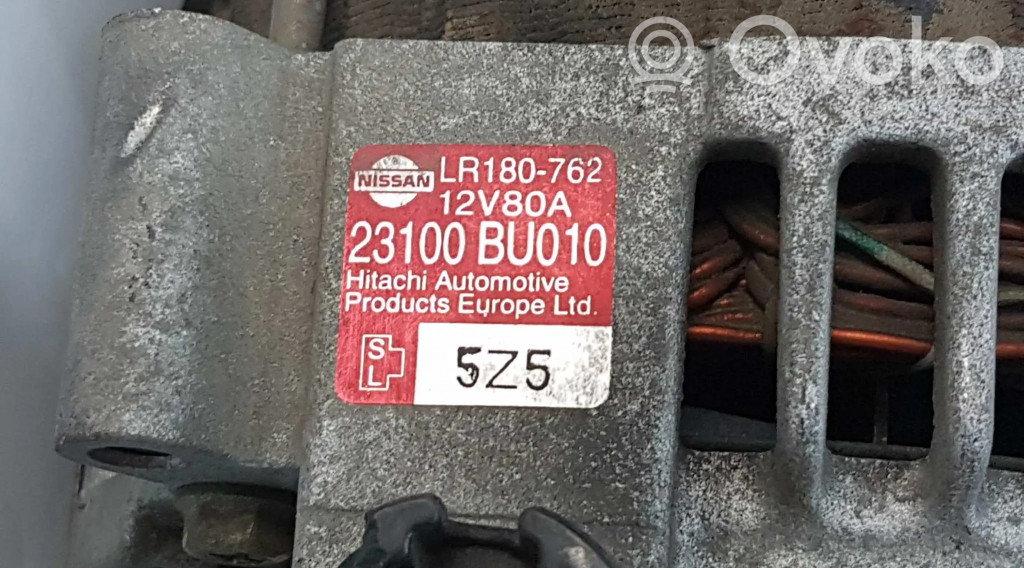 Ovoko
NISSAN LR180-762
12V80A
23100 BU010
Hitachi Automotive
Products Europe Ltd.
S
L
5Z5